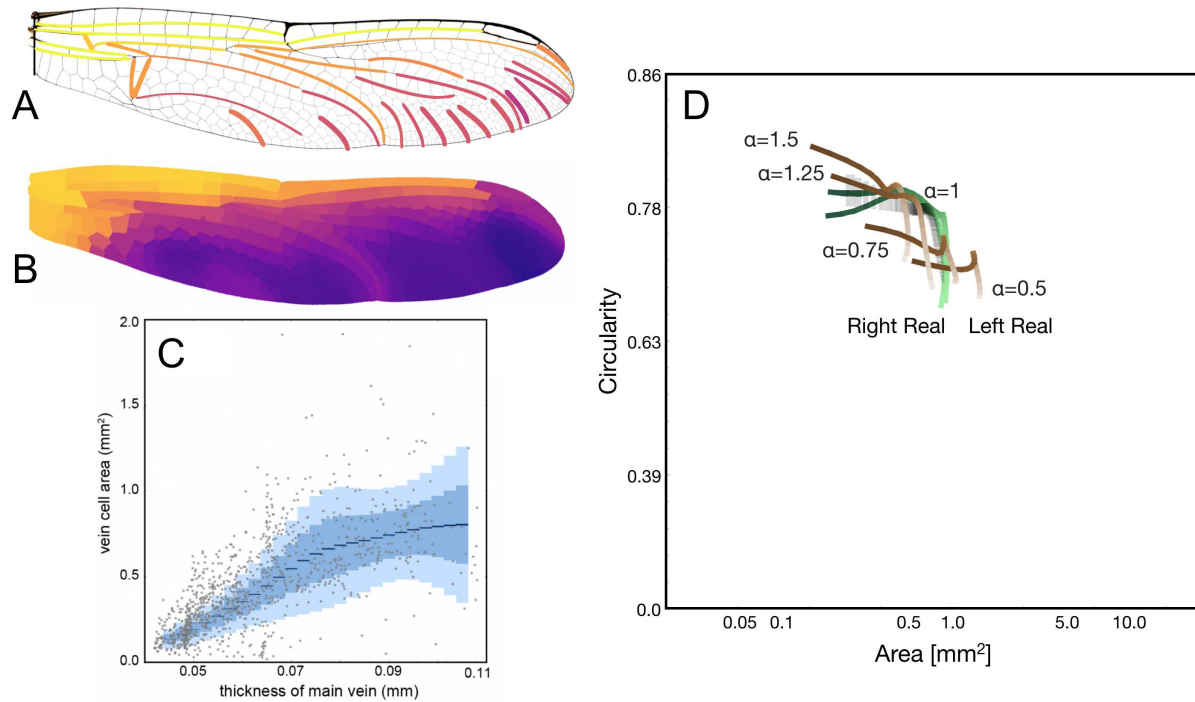 A
B
C
2.0
1.5
1.0
0.5
0.0
vein cell area (mm²)
0.05
0.07
0.09
0.11
thickness of main vein (mm)
D
0.86
0.78
0.63
0.39
0.0
Circularity
α=1.5
α=1.25
α=1
α=0.75
α=0.5
Right Real
Left Real
0.05
0.1
0.5
1.0
5.0
10.0
Area [mm²]